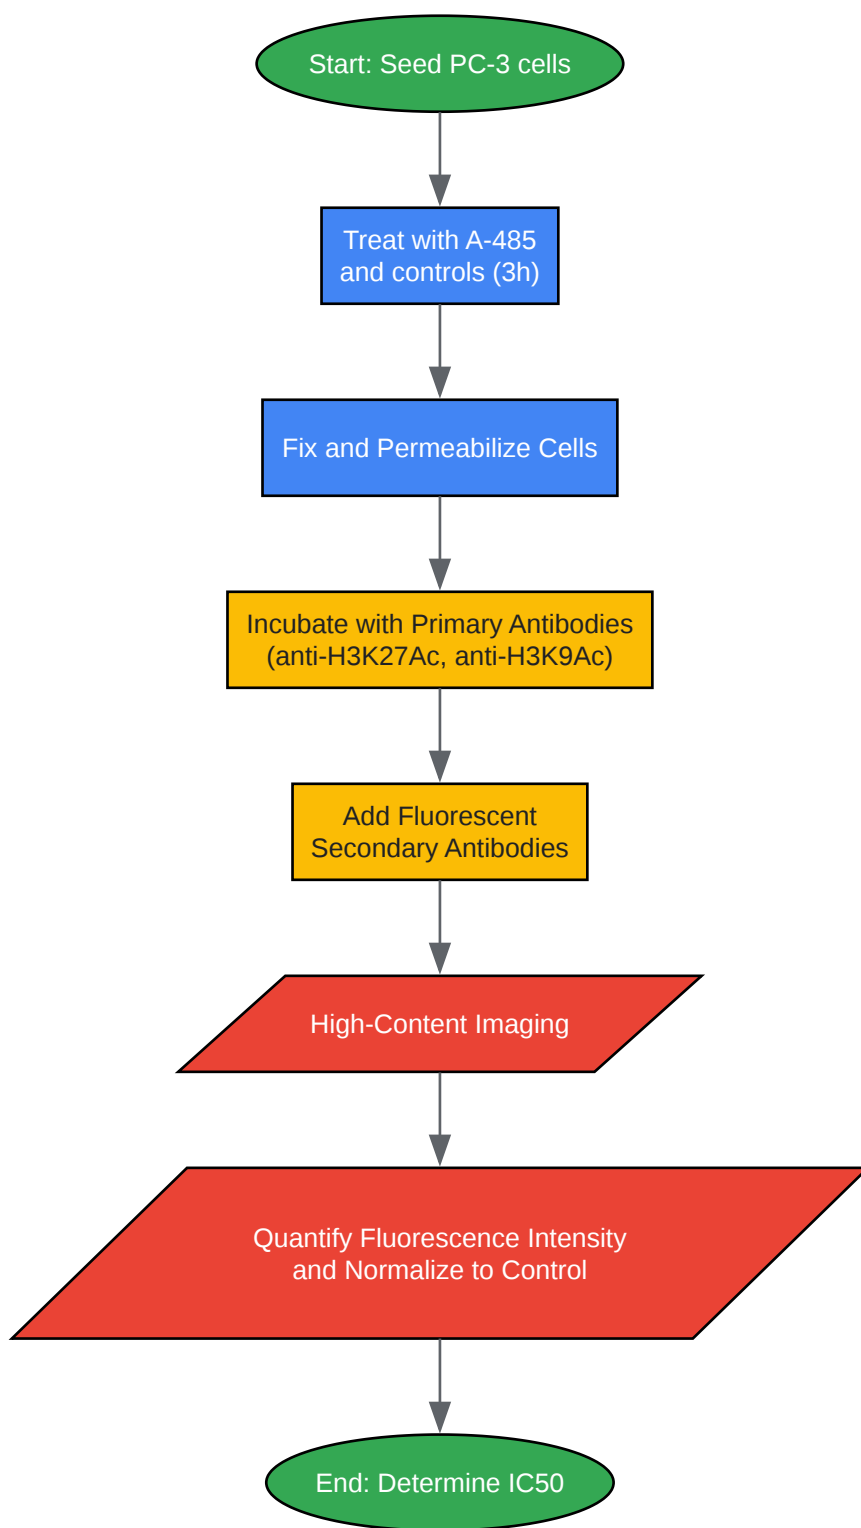 Start: Seed PC-3 cells
Treat with A-485
and controls (3h)
Fix and Permeabilize Cells
Incubate with Primary Antibodies
(anti-H3K27Ac, anti-H3K9Ac)
Add Fluorescent
Secondary Antibodies
High-Content Imaging
Quantify Fluorescence Intensity
and Normalize to Control
End: Determine IC50